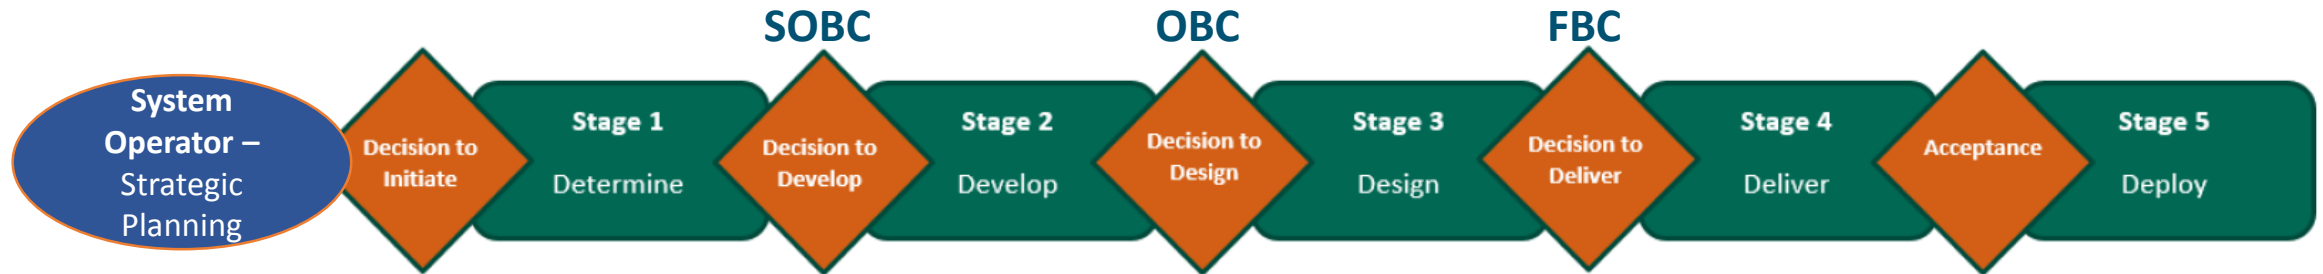 SOBC
OBC
FBC
System
Operator –
Strategic
Planning
Decision to
Initiate
Stage 1
Determine
Decision to
Develop
Stage 2
Develop
Decision to
Design
Stage 3
Design
Decision to
Deliver
Stage 4
Deliver
Acceptance
Stage 5
Deploy